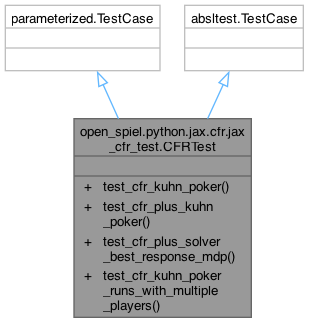 parameterized.TestCase
absltest.TestCase
open_spiel.python.jax.cfr.jax
_cfr_test.CFRTest
+ test_cfr_kuhn_poker()
+ test_cfr_plus_kuhn
_poker()
+ test_cfr_plus_solver
_best_response_mdp()
+ test_cfr_kuhn_poker
_runs_with_multiple
_players()